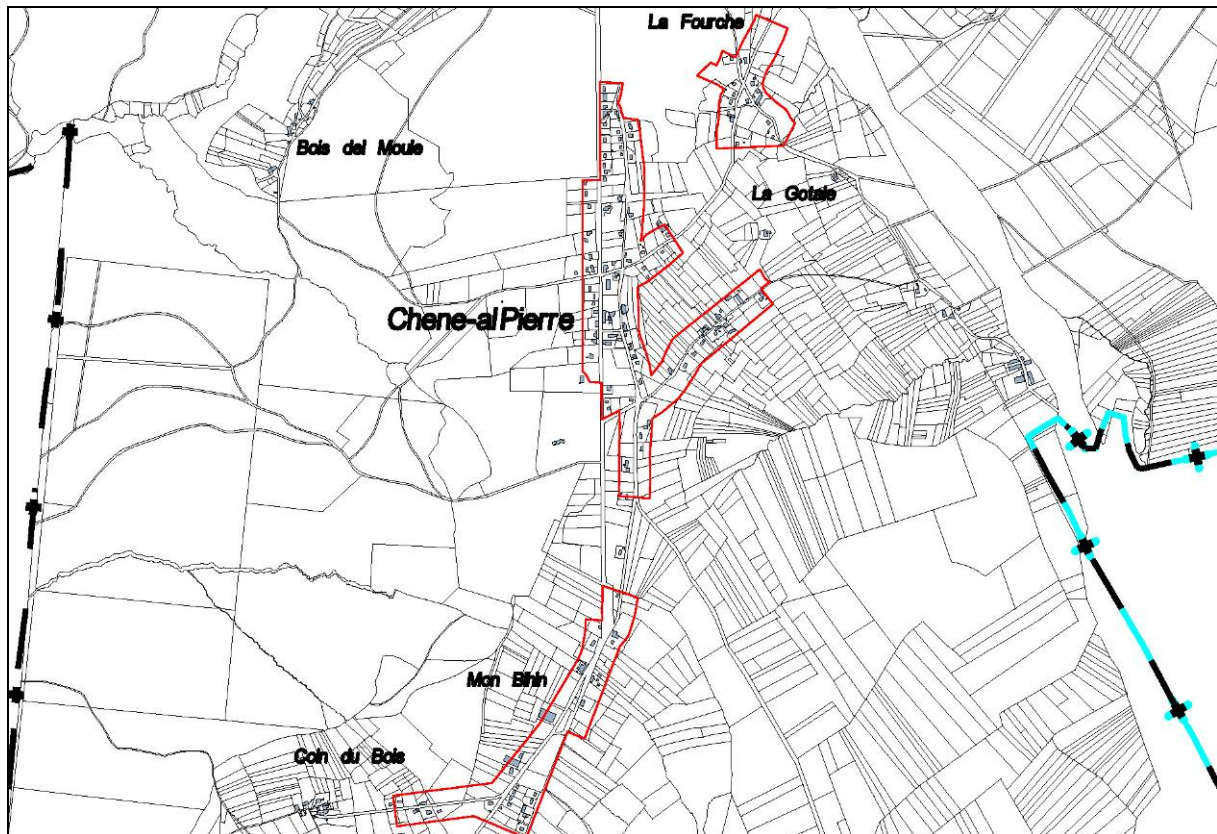 La Fourche
Bois del Moule
La Gotale
Chene-al Pierre
Mon Bihin
Coin du Bois